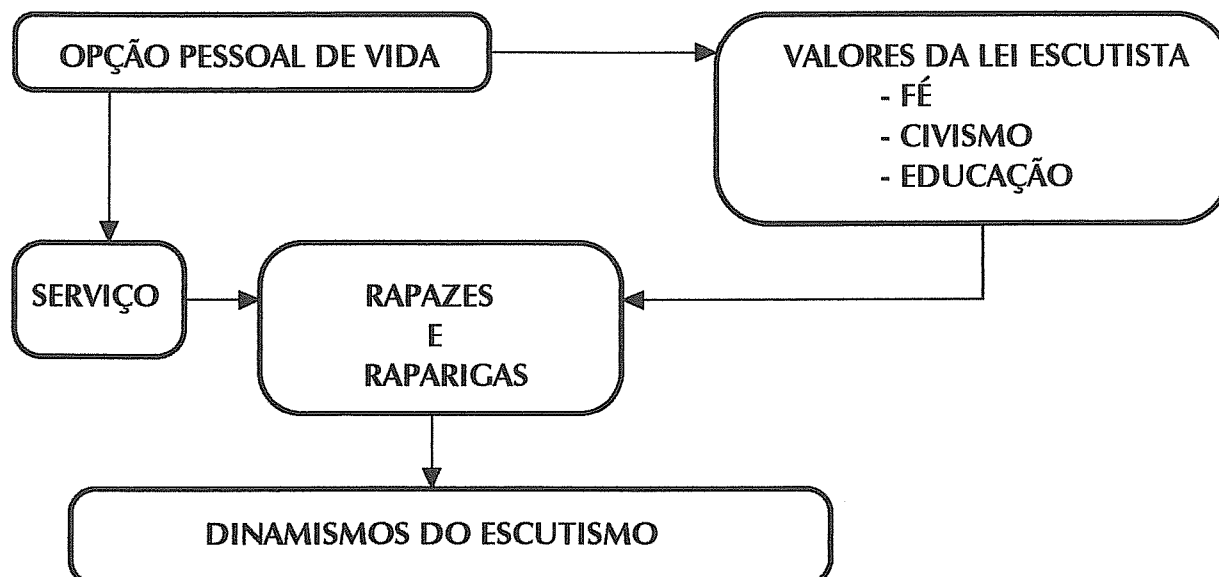 OPÇÃO PESSOAL DE VIDA
VALORES DA LEI ESCUTISTA
- FÉ
- CIVISMO
- EDUCAÇÃO
SERVIÇO
RAPAZES
E
RAPARIGAS
DINAMISMOS DO ESCUTISMO